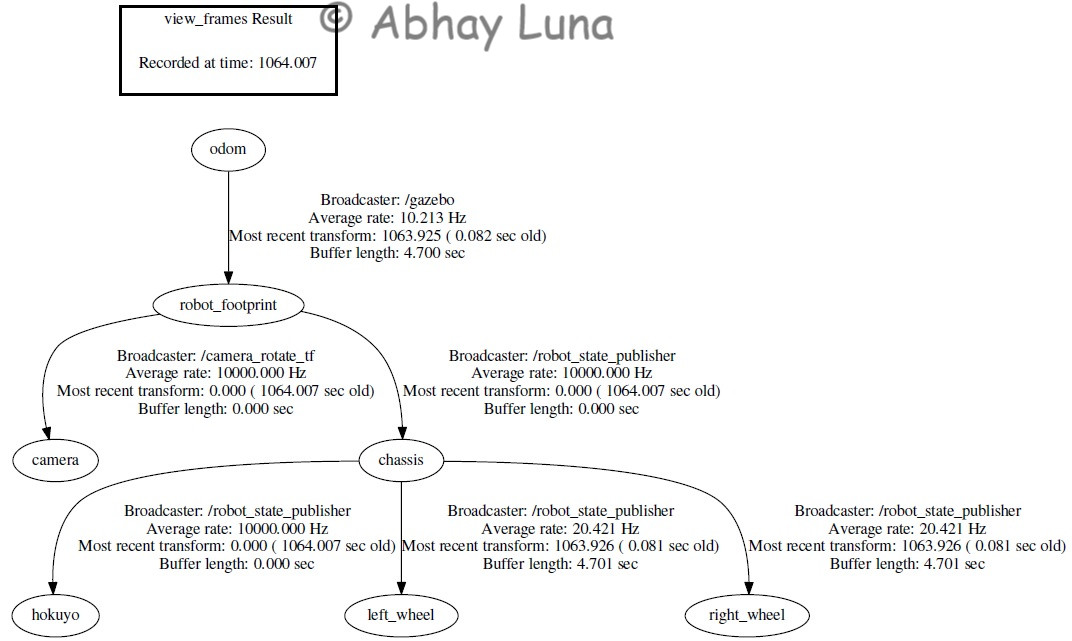 view_frames Result
Recorded at time: 1064.007
© Abhay Luna
odom
Broadcaster: /gazebo
Average rate: 10.213 Hz
Most recent transform: 1063.925 ( 0.082 sec old)
Buffer length: 4.700 sec
robot_footprint
Broadcaster: /camera_rotate_tf
Average rate: 10000.000 Hz
Most recent transform: 0.000 ( 1064.007 sec old)
Buffer length: 0.000 sec
Broadcaster: /robot_state_publisher
Average rate: 10000.000 Hz
Most recent transform: 0.000 ( 1064.007 sec old)
Buffer length: 0.000 sec
camera
chassis
Broadcaster: /robot_state_publisher
Average rate: 10000.000 Hz
Most recent transform: 0.000 ( 1064.007 sec old)
Buffer length: 0.000 sec
Broadcaster: /robot_state_publisher
Average rate: 20.421 Hz
Most recent transform: 1063.926 ( 0.081 sec old)
Buffer length: 4.701 sec
Broadcaster: /robot_state_publisher
Average rate: 20.421 Hz
Most recent transform: 1063.926 ( 0.081 sec old)
Buffer length: 4.701 sec
hokuyo
left_wheel
right_wheel